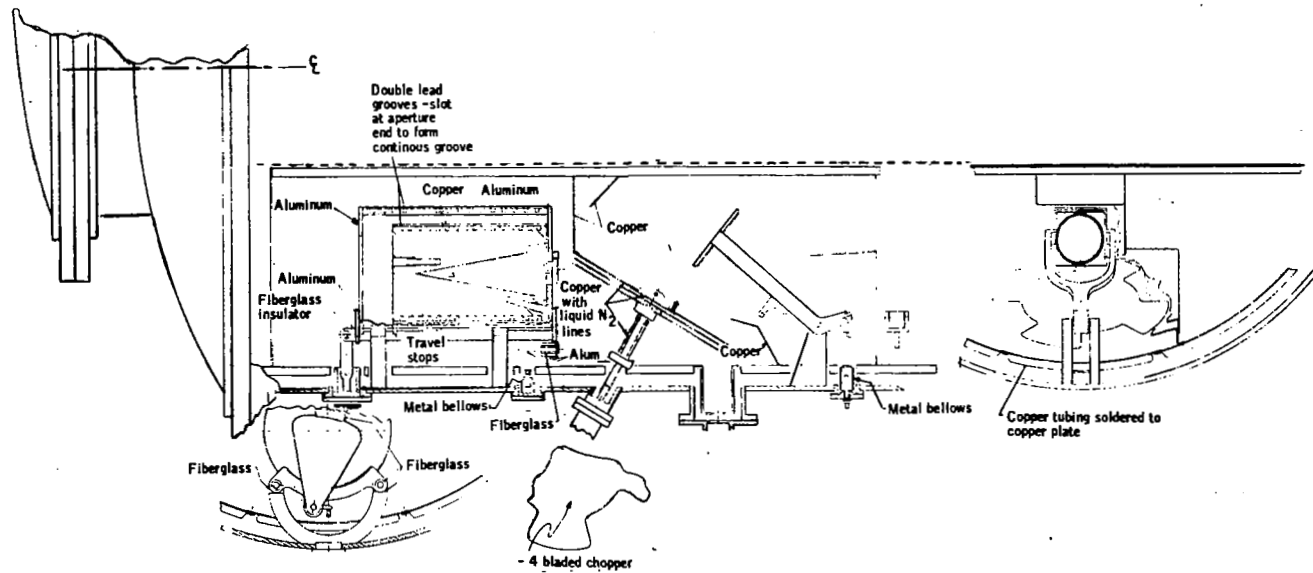 ℄
Double lead
grooves -slot
at aperture
end to form
continous groove
Copper Aluminum
Aluminum
Copper
Aluminum
Fiberglass
insulator
Copper
with
liquid N2
lines
Travel
stops
Alum
Copper
Metal bellows
Fiberglass
Metal bellows
Copper tubing soldered to
copper plate
Fiberglass
Fiberglass
- 4 bladed chopper